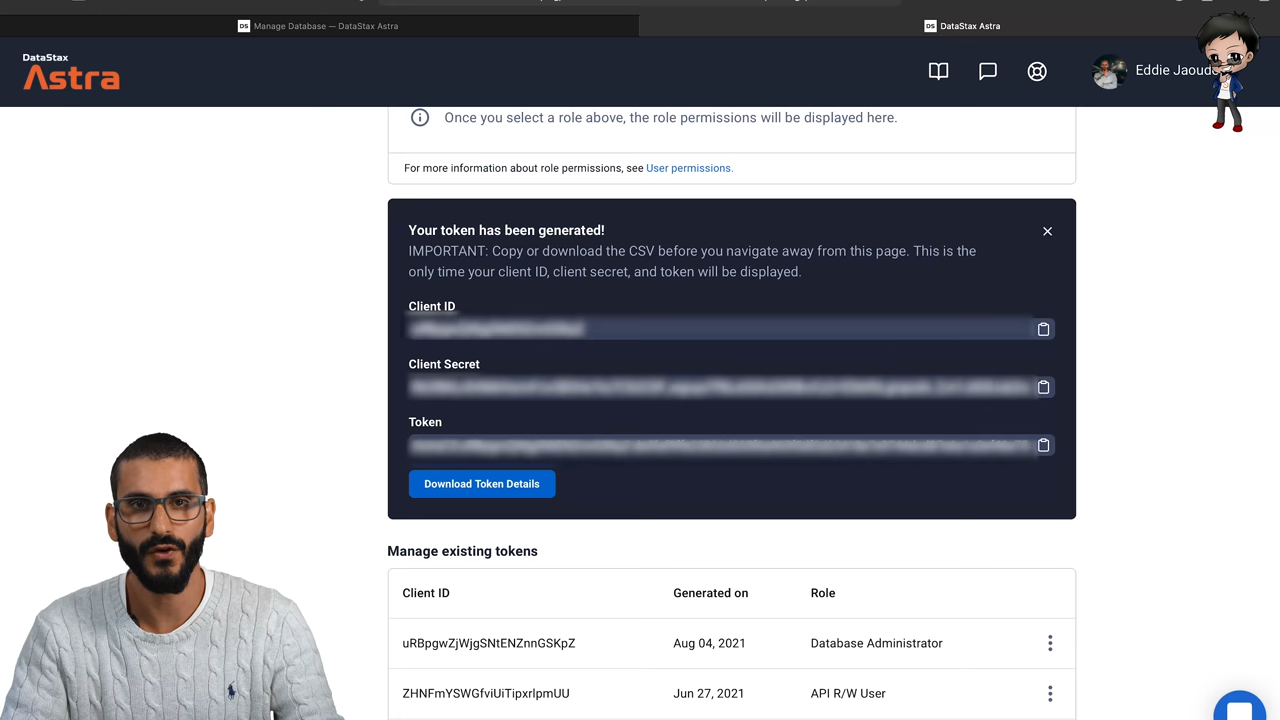 DS Manage Database — DataStax Astra
DS DataStax Astra
DataStax
Astra
Eddie Jaoude
Once you select a role above, the role permissions will be displayed here.
For more information about role permissions, see User permissions.
Your token has been generated!
IMPORTANT: Copy or download the CSV before you navigate away from this page. This is the
only time your client ID, client secret, and token will be displayed.
Client ID
Client Secret
Token
Download Token Details
Manage existing tokens
Client ID Generated on Role
uRBpgwZjWjgSNtENZnnGSKpZ Aug 04, 2021 Database Administrator
ZHNFmYSWGfviUiTipxrlpmUU Jun 27, 2021 API R/W User